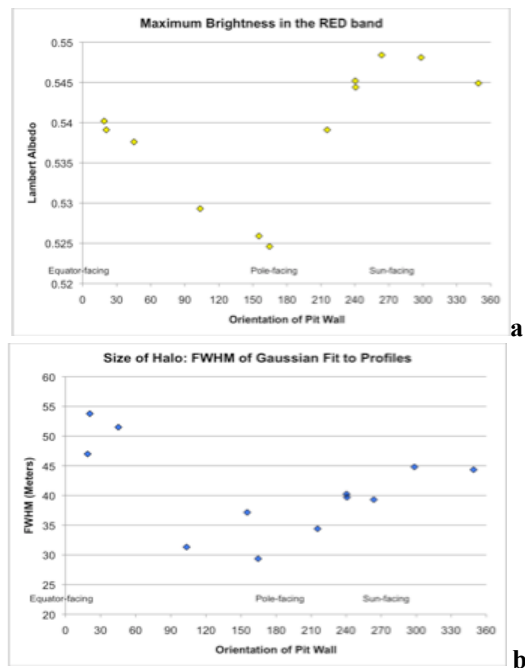 Maximum Brightness in the RED band
0.55
0.545
0.54
0.535
0.53
0.525
0.52
Lambert Albedo
Equator-facing Pole-facing Sun-facing
0 30 60 90 120 150 180 210 240 270 300 330 360
Orientation of Pit Wall
a
Size of Halo: FWHM of Gaussian Fit to Profiles
60
55
50
45
40
35
30
25
20
FWHM (Meters)
Equator-facing Pole-facing Sun-facing
0 30 60 90 120 150 180 210 240 270 300 330 360
Orientation of Pit Wall
b